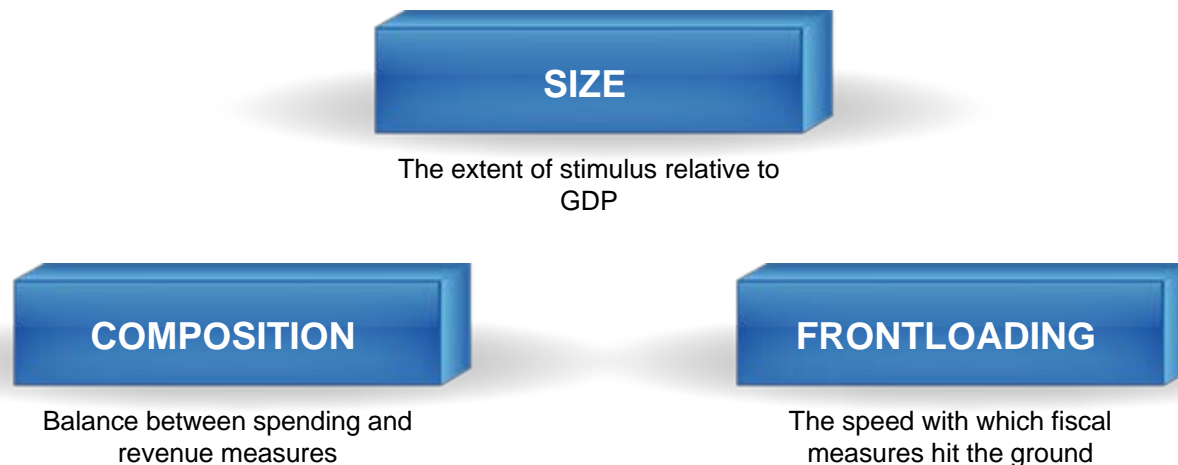 SIZE
The extent of stimulus relative to
GDP
COMPOSITION
Balance between spending and
revenue measures
FRONTLOADING
The speed with which fiscal
measures hit the ground